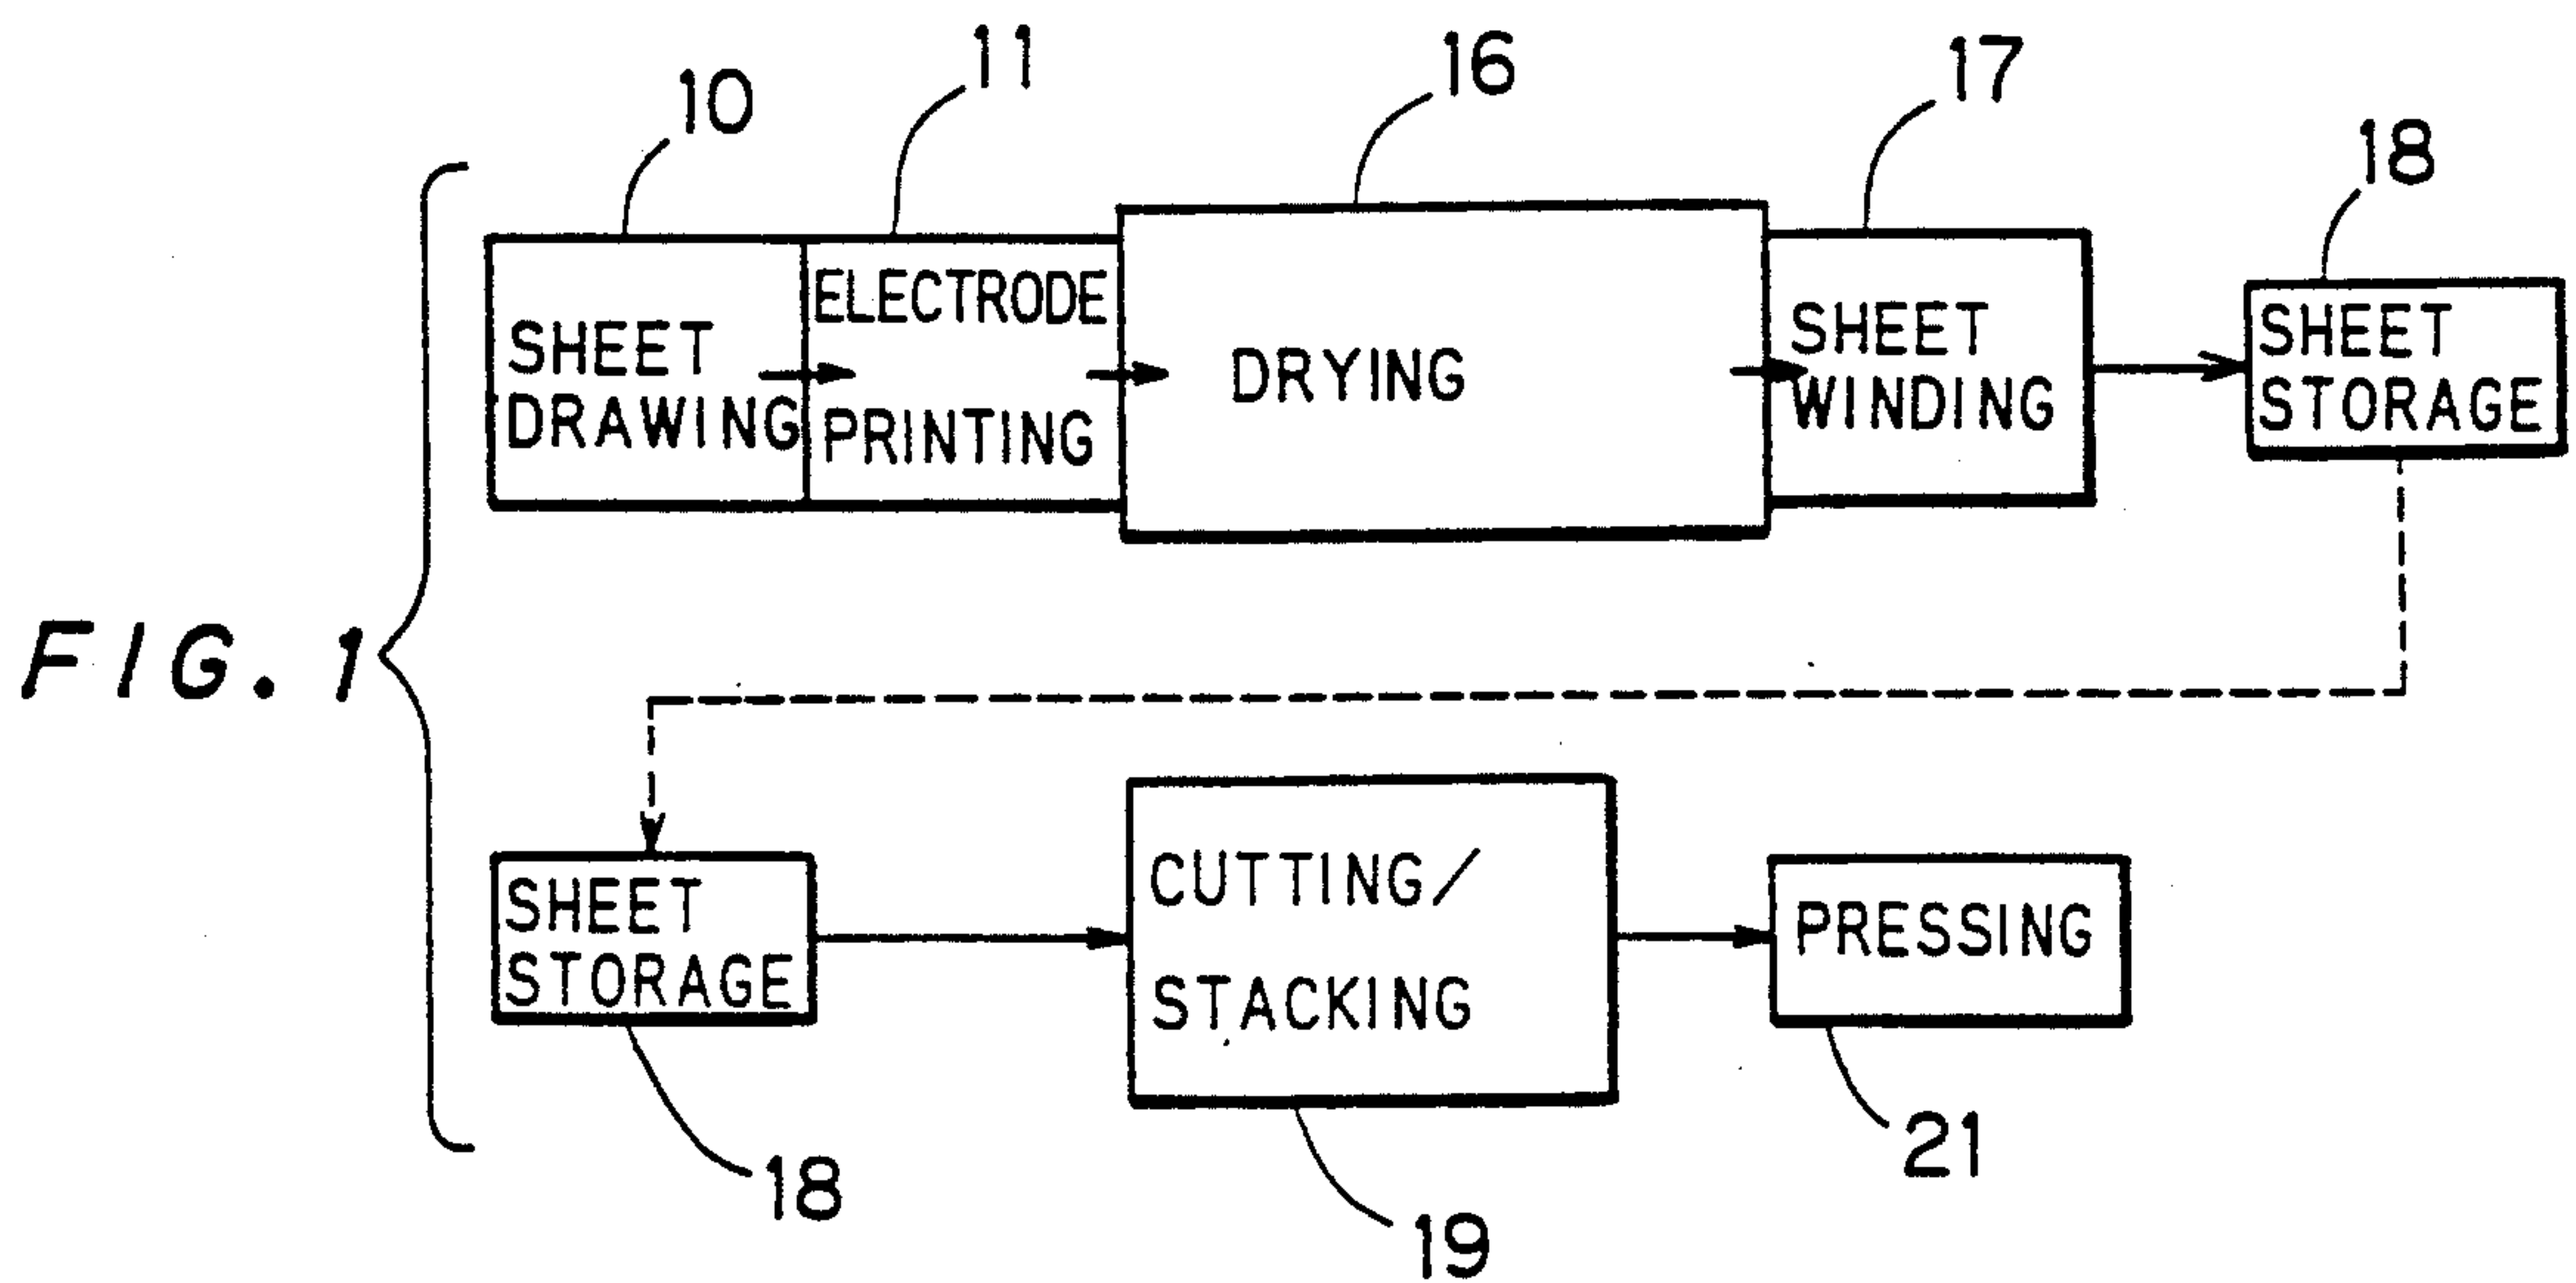 10
11
16
17
18
SHEET
DRAWING
ELECTRODE
PRINTING
DRYING
SHEET
WINDING
SHEET
STORAGE
FIG. 1
SHEET
STORAGE
CUTTING/
STACKING
PRESSING
18
19
21